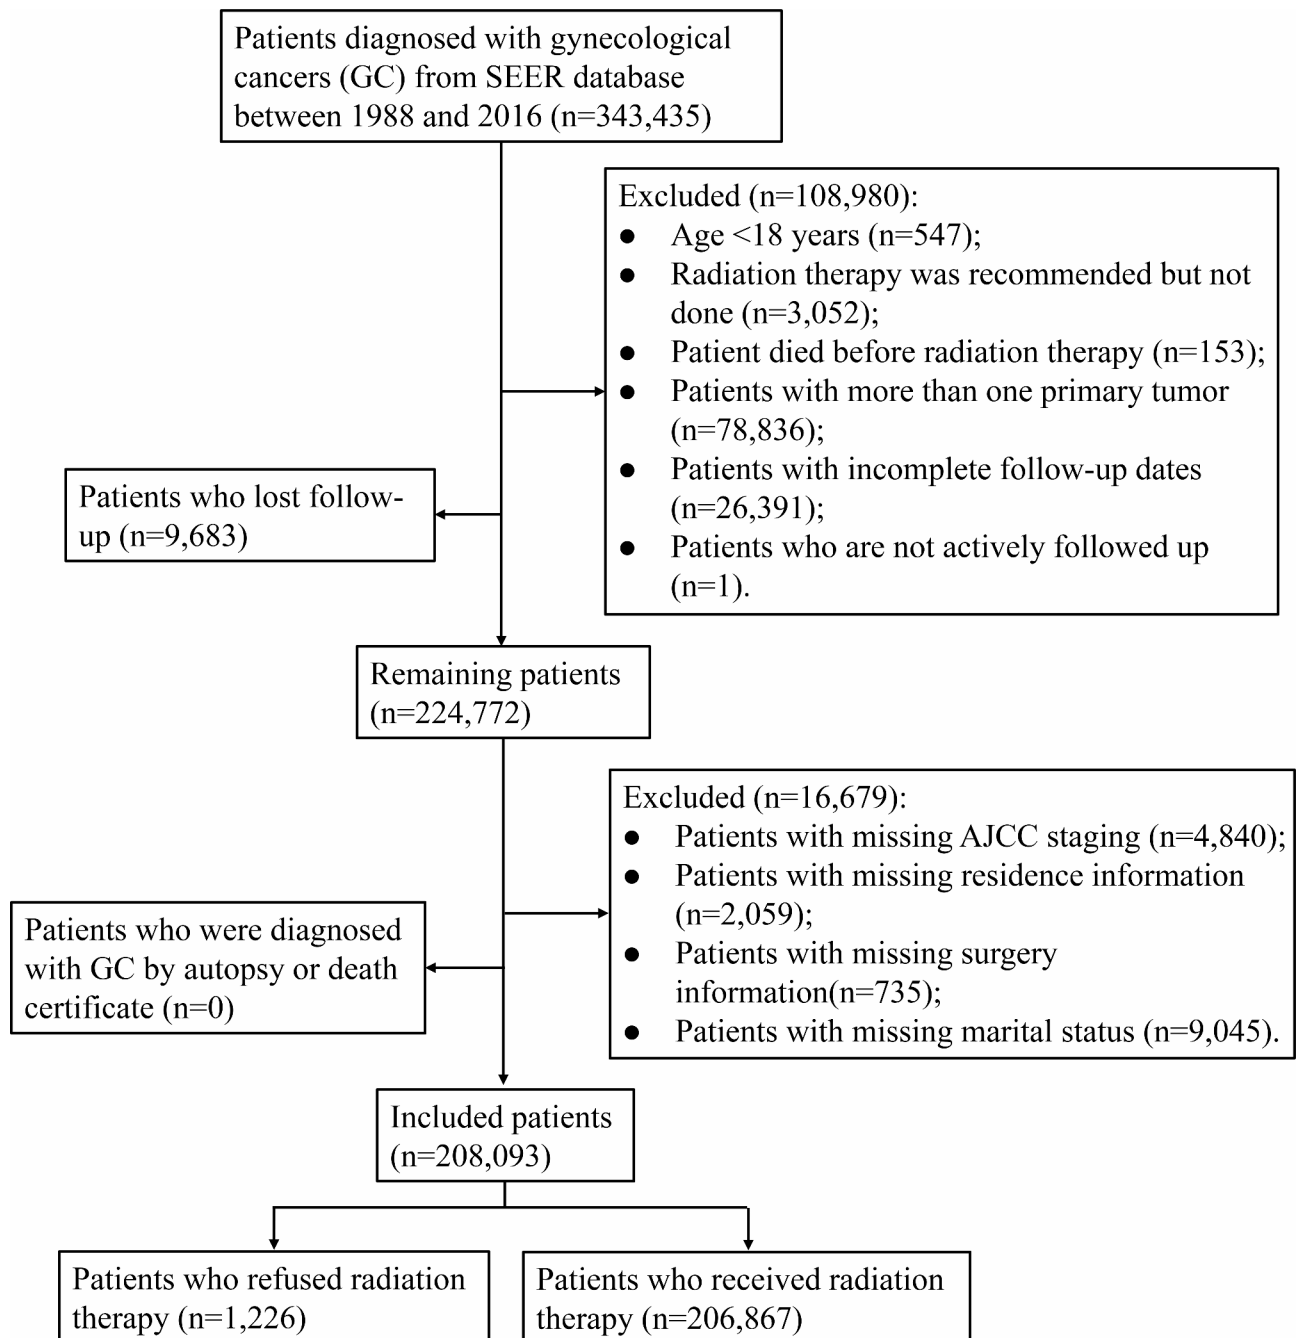 Patients diagnosed with gynecological
cancers (GC) from SEER database
between 1988 and 2016 (n=343,435)
Excluded (n=108,980):
● Age <18 years (n=547);
● Radiation therapy was recommended but not
done (n=3,052);
● Patient died before radiation therapy (n=153);
● Patients with more than one primary tumor
(n=78,836);
● Patients with incomplete follow-up dates
(n=26,391);
● Patients who are not actively followed up
(n=1).
Patients who lost follow-
up (n=9,683)
Remaining patients
(n=224,772)
Excluded (n=16,679):
● Patients with missing AJCC staging (n=4,840);
● Patients with missing residence information
(n=2,059);
● Patients with missing surgery
information(n=735);
● Patients with missing marital status (n=9,045).
Patients who were diagnosed
with GC by autopsy or death
certificate (n=0)
Included patients
(n=208,093)
Patients who refused radiation
therapy (n=1,226)
Patients who received radiation
therapy (n=206,867)